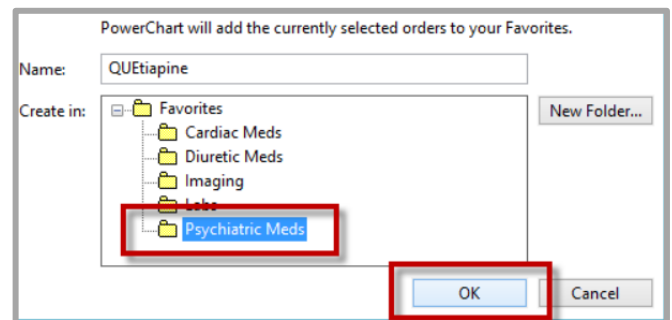 PowerChart will add the currently selected orders to your Favorites.
Name: QUEtiapine
Create in: Favorites New Folder...
Cardiac Meds
Diuretic Meds
Imaging
Labs
Psychiatric Meds
OK Cancel